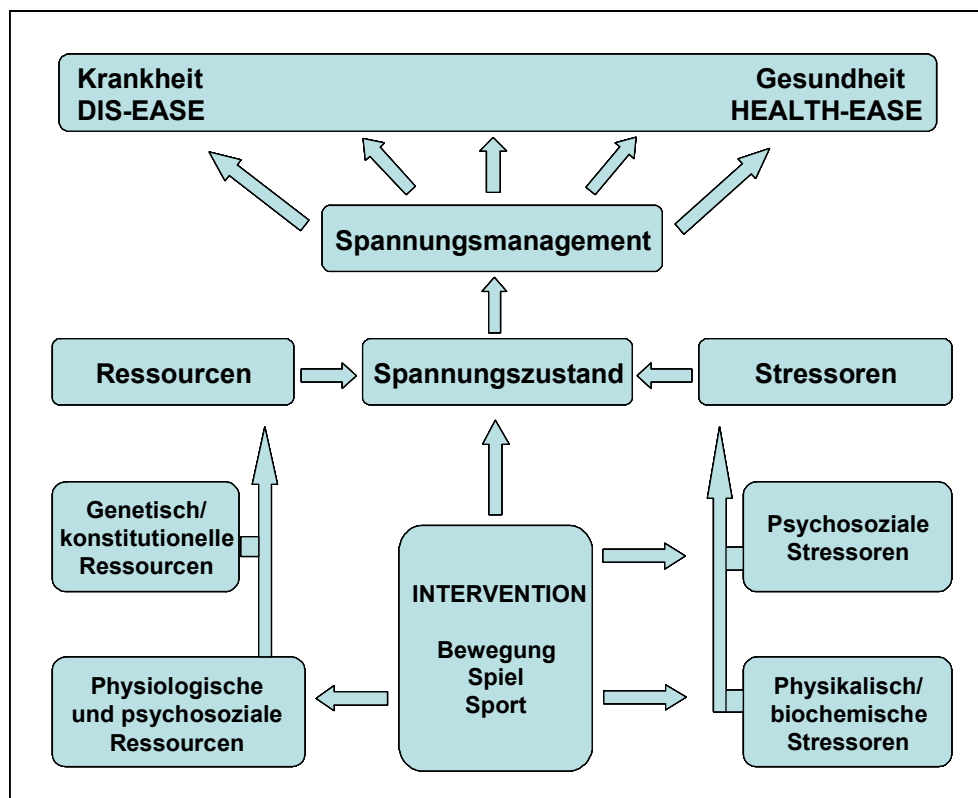 Krankheit
DIS-EASE
Gesundheit
HEALTH-EASE
Spannungsmanagement
Ressourcen
Spannungszustand
Stressoren
Genetisch/
konstitutionelle
Ressourcen
INTERVENTION
Bewegung
Spiel
Sport
Psychosoziale
Stressoren
Physiologische
und psychosoziale
Ressourcen
Physikalisch/
biochemische
Stressoren